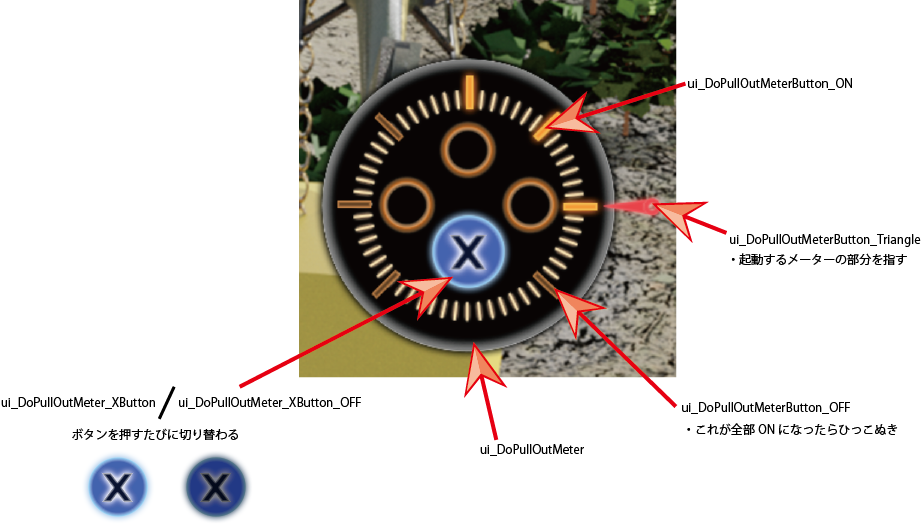 ui_DoPullOutMeterButton_ON
X
ui_DoPullOutMeterButton_Triangle
・起動するメーターの部分を指す
ui_DoPullOutMeter_XButton / ui_DoPullOutMeter_XButton_OFF
ボタンを押すたびに切り替わる
X X
ui_DoPullOutMeter
ui_DoPullOutMeterButton_OFF
・これが全部ONになったらひっこぬき